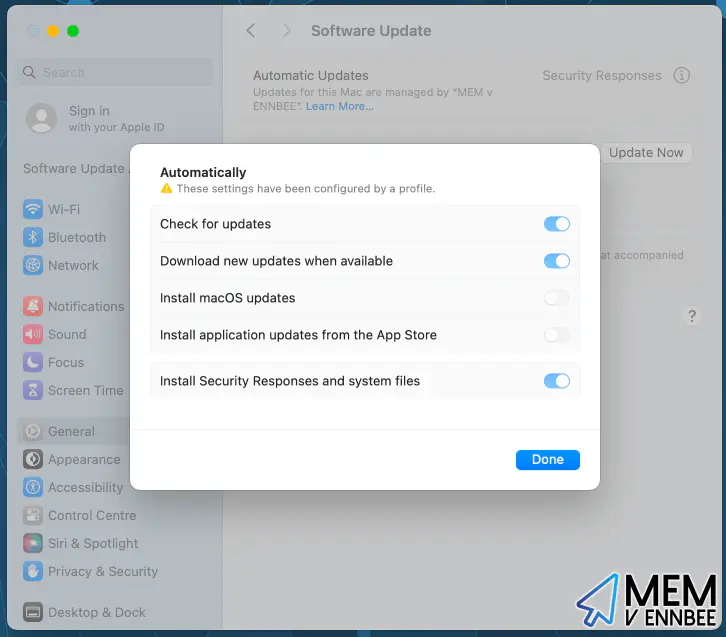 Software Update
Search
Automatic Updates
Security Responses
Updates for this Mac are managed by "MEM v
ENNBEE". Learn More...
Sign in
with your Apple ID
Update Now
Software Update
Automatically
These settings have been configured by a profile.
Check for updates
Download new updates when available
Install macOS updates
Install application updates from the App Store
Install Security Responses and system files
Done
at accompanied
?
Wi-Fi
Bluetooth
Network
Notifications
Sound
Focus
Screen Time
General
Appearance
Accessibility
Control Centre
Siri & Spotlight
Privacy & Security
Desktop & Dock
MEM
V ENNBEE